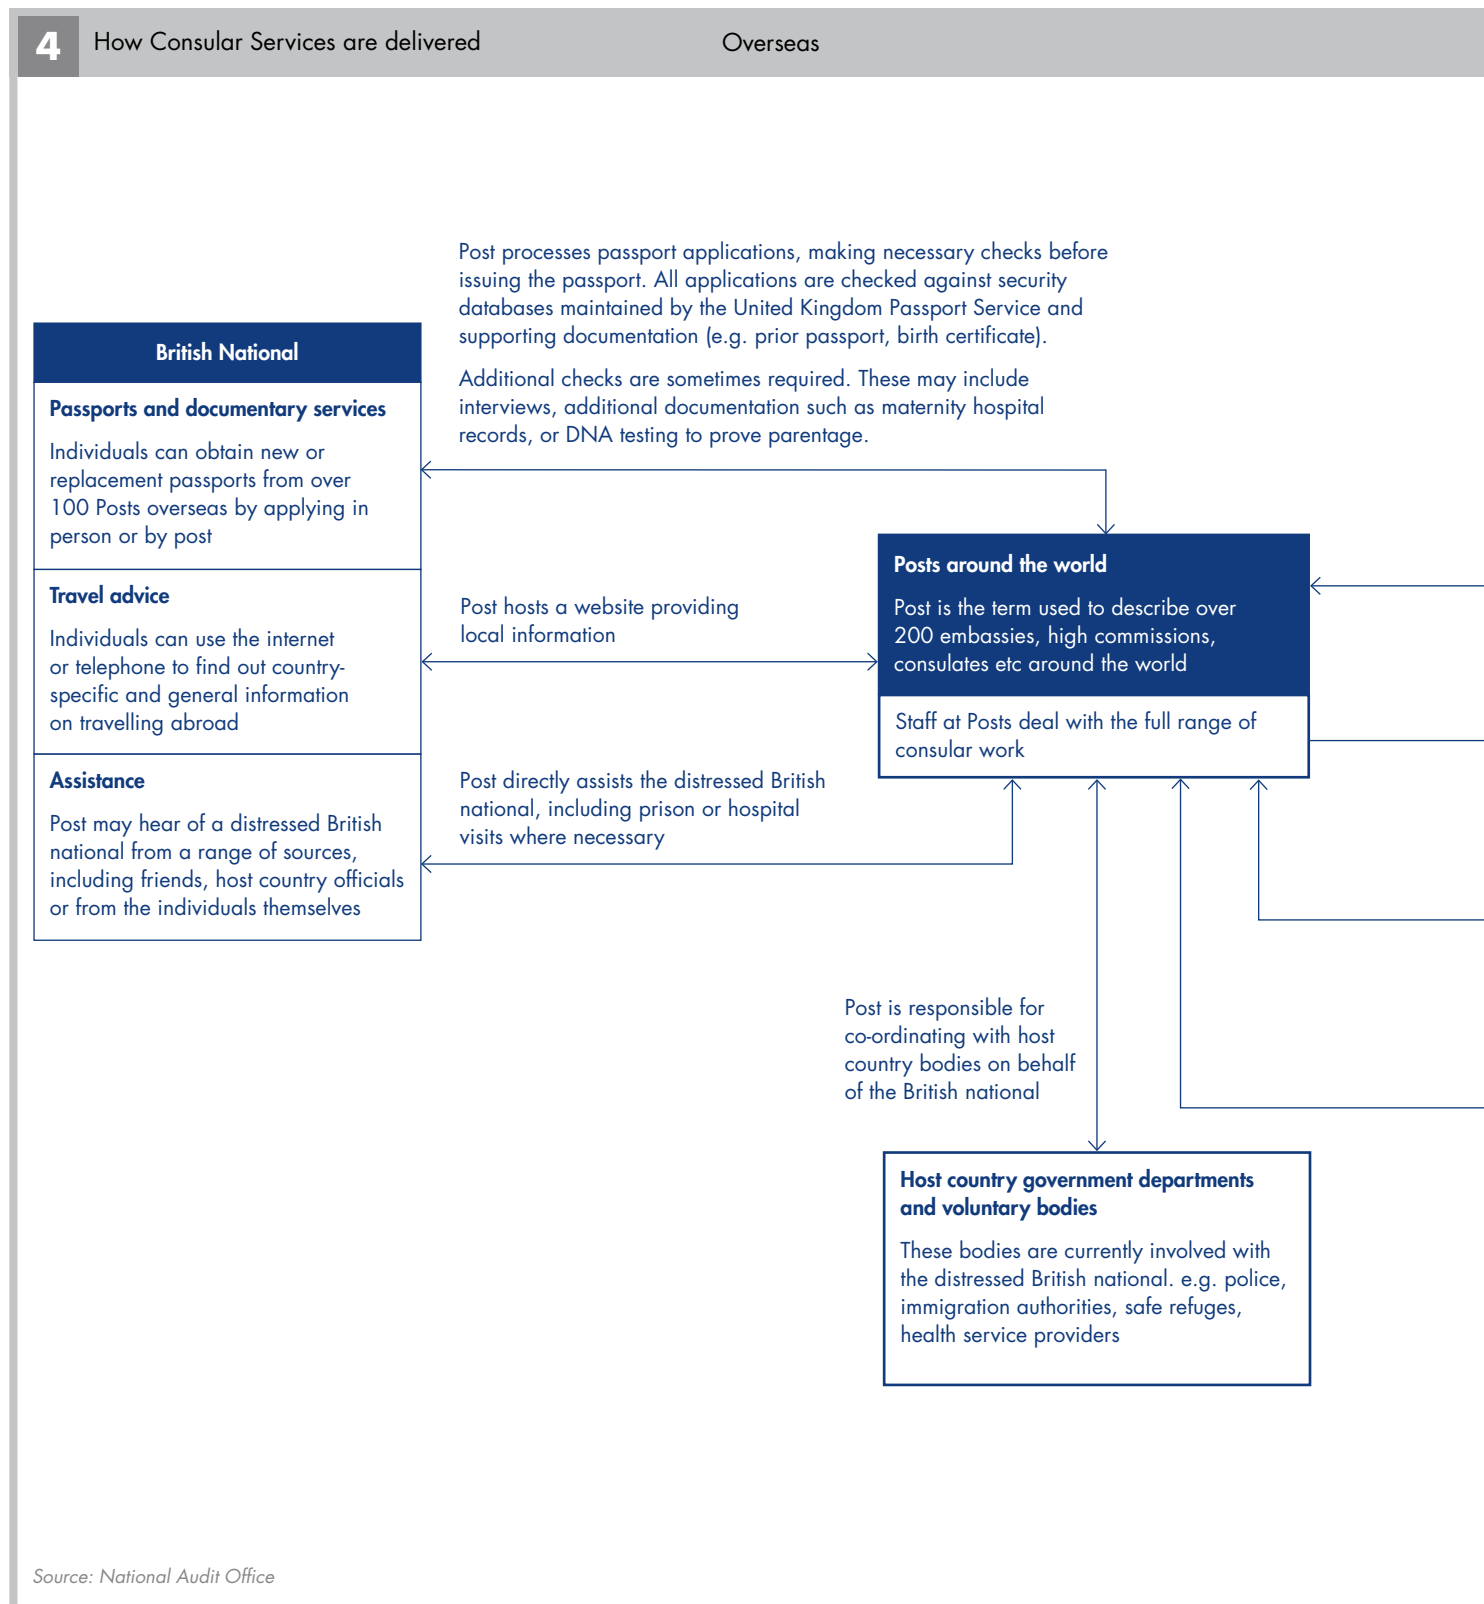 4 How Consular Services are delivered Overseas
Post processes passport applications, making necessary checks before
issuing the passport. All applications are checked against security
databases maintained by the United Kingdom Passport Service and
supporting documentation (e.g. prior passport, birth certificate).
Additional checks are sometimes required. These may include
interviews, additional documentation such as maternity hospital
records, or DNA testing to prove parentage.
British National
Passports and documentary services
Individuals can obtain new or
replacement passports from over
100 Posts overseas by applying in
person or by post
Travel advice
Individuals can use the internet
or telephone to find out country-
specific and general information
on travelling abroad
Assistance
Post may hear of a distressed British
national from a range of sources,
including friends, host country officials
or from the individuals themselves
Post hosts a website providing
local information
Post directly assists the distressed British
national, including prison or hospital
visits where necessary
Posts around the world
Post is the term used to describe over
200 embassies, high commissions,
consulates etc around the world
Staff at Posts deal with the full range of
consular work
Post is responsible for
co-ordinating with host
country bodies on behalf
of the British national
Host country government departments
and voluntary bodies
These bodies are currently involved with
the distressed British national. e.g. police,
immigration authorities, safe refuges,
health service providers
Source: National Audit Office